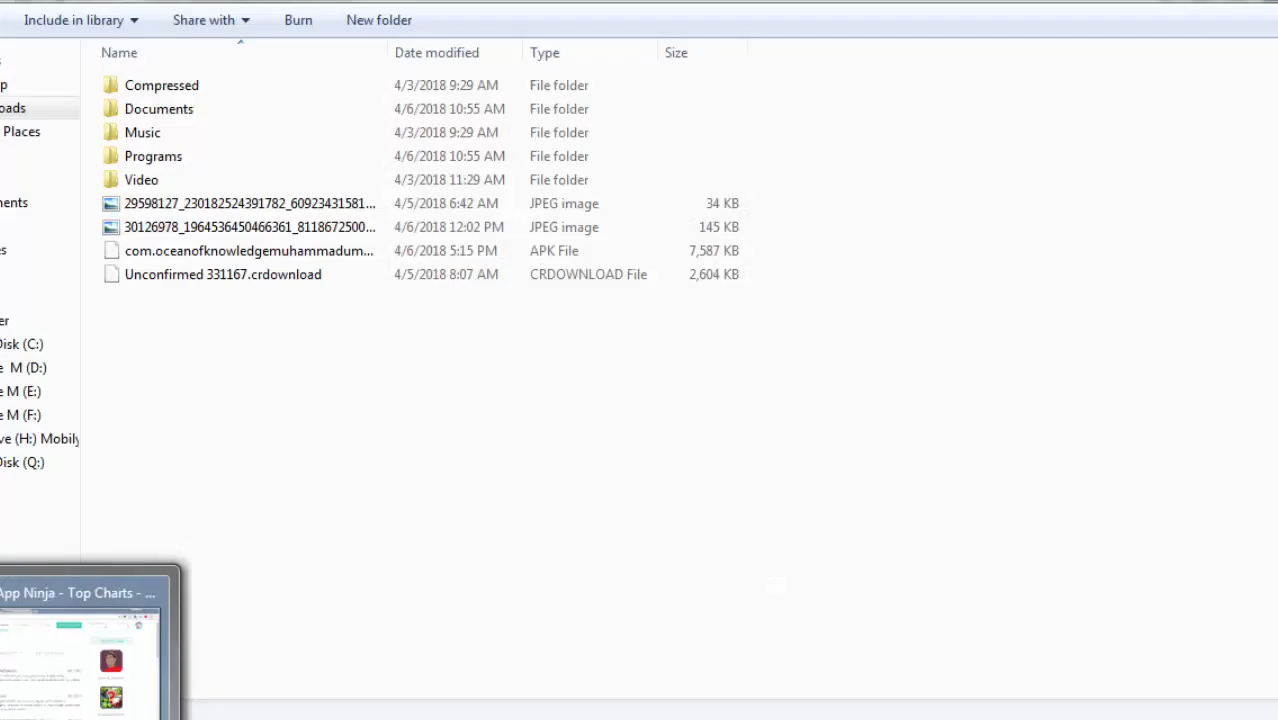 Include in library Share with Burn New folder
Name Date modified Type Size
Compressed 4/3/2018 9:29 AM File folder
p Documents 4/6/2018 10:55 AM File folder
oads
Places Music 4/3/2018 9:29 AM File folder
Programs 4/6/2018 10:55 AM File folder
Video 4/3/2018 11:29 AM File folder
ments 29598127_230182524391782_60923431581... 4/5/2018 6:42 AM JPEG image 34 KB
30126978_1964536450466361_8118672500... 4/6/2018 12:02 PM JPEG image 145 KB
s com.oceanofknowledgemuhammadum... 4/6/2018 5:15 PM APK File 7,587 KB
Unconfirmed 331167.crdownload 4/5/2018 8:07 AM CRDOWNLOAD File 2,604 KB
er
Disk (C:)
e M (D:)
e M (E:)
e M (F:)
ve (H:) Mobily
Disk (Q:)
App Ninja - Top Charts - ...